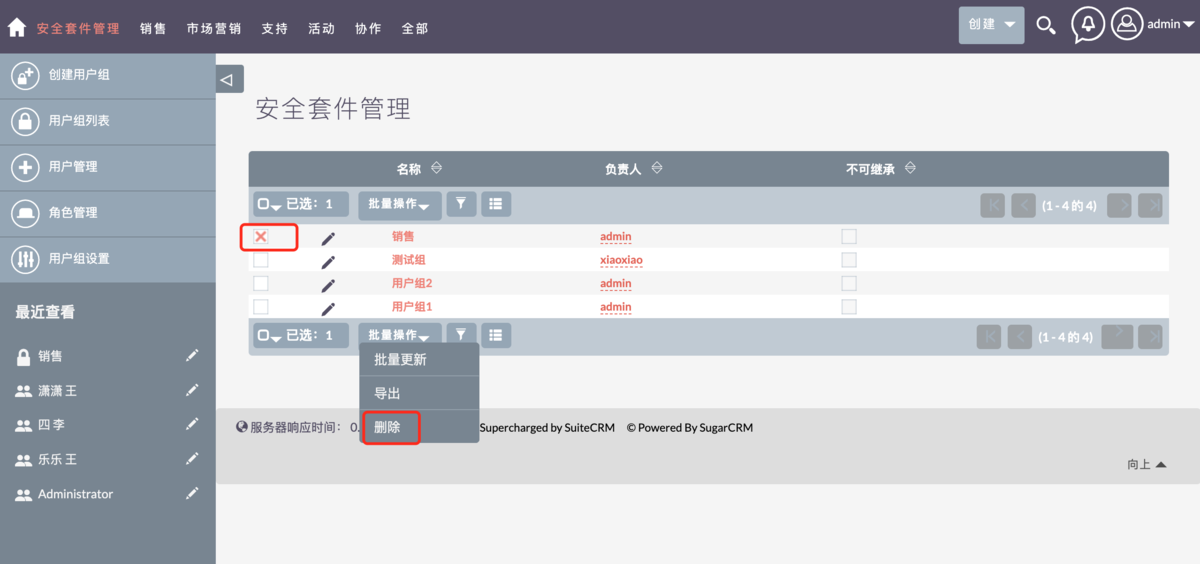 安全套件管理 销售 市场营销 支持 活动 协作 全部 创建 admin
创建用户组
用户组列表
用户管理
角色管理
用户组设置
最近查看
销售
潇潇 王
四 李
乐乐 王
Administrator
安全套件管理
名称 负责人 不可继承
已选：1 批量操作 (1 - 4 的 4)
销售 admin
测试组 xiaoxiao
用户组2 admin
用户组1 admin
已选：1 批量操作 (1 - 4 的 4)
批量更新
导出
删除
服务器响应时间： 0. Supercharged by SuiteCRM © Powered By SugarCRM
向上